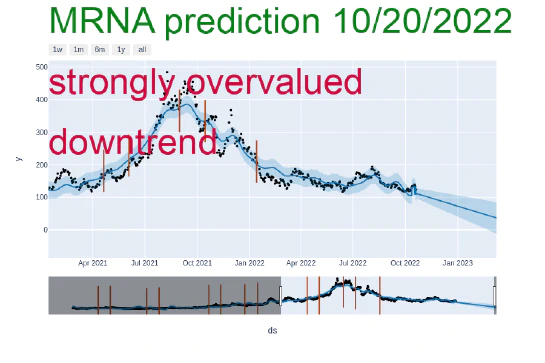 MRNA prediction 10/20/2022
1w 1m 6m 1y all
500
strongly overvalued
400
300
downtrend
200
y
100
0
Apr 2021 Jul 2021 Oct 2021 Jan 2022 Apr 2022 Jul 2022 Oct 2022 Jan 2023
ds